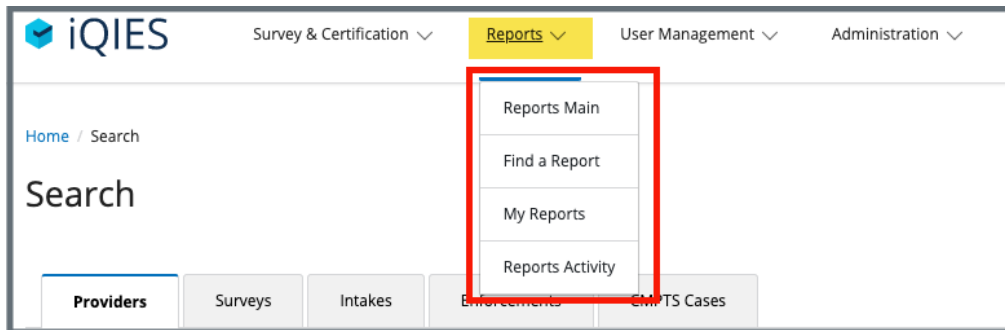 iQIES Survey & Certification Reports User Management Administration
Reports Main
Home / Search
Find a Report
Search
My Reports
Reports Activity
Providers Surveys Intakes Enforcements CMPTS Cases